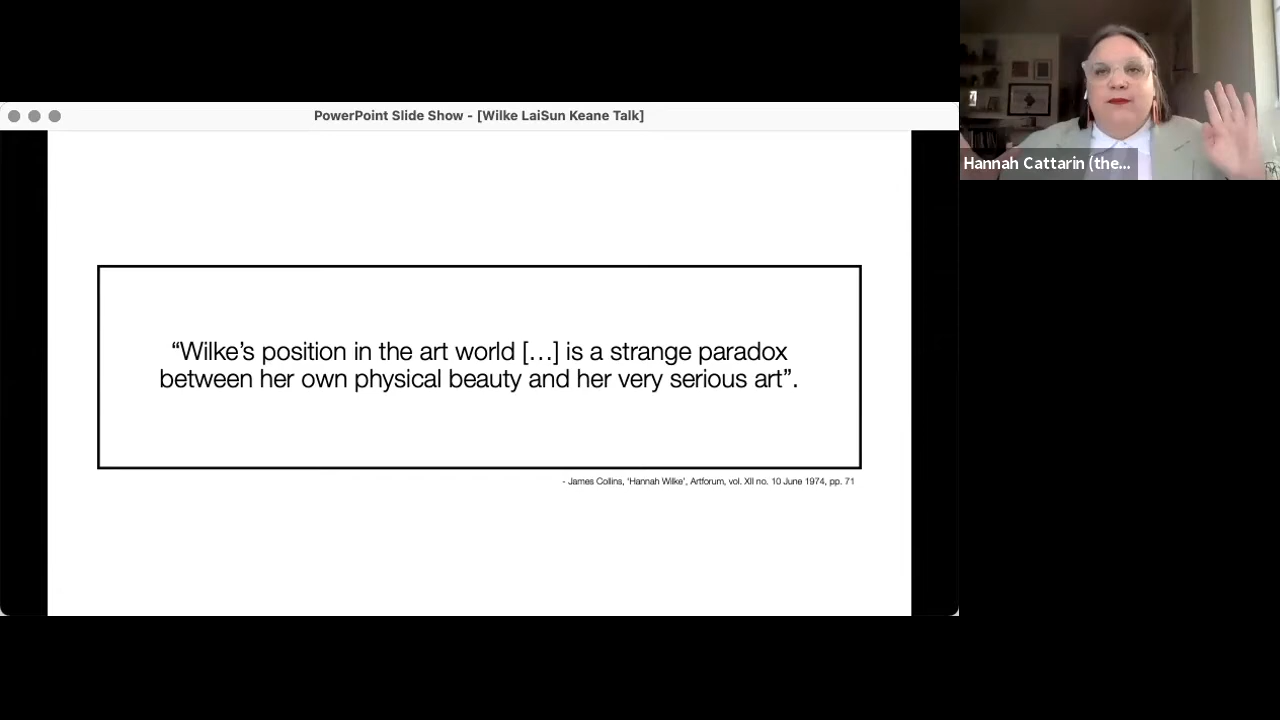 PowerPoint Slide Show - [Wilke LaiSun Keane Talk]
Hannah Cattarin (the...
“Wilke’s position in the art world […] is a strange paradox
between her own physical beauty and her very serious art”.
- James Collins, ‘Hannah Wilke’, Artforum, vol. XII no. 10 June 1974, pp. 71